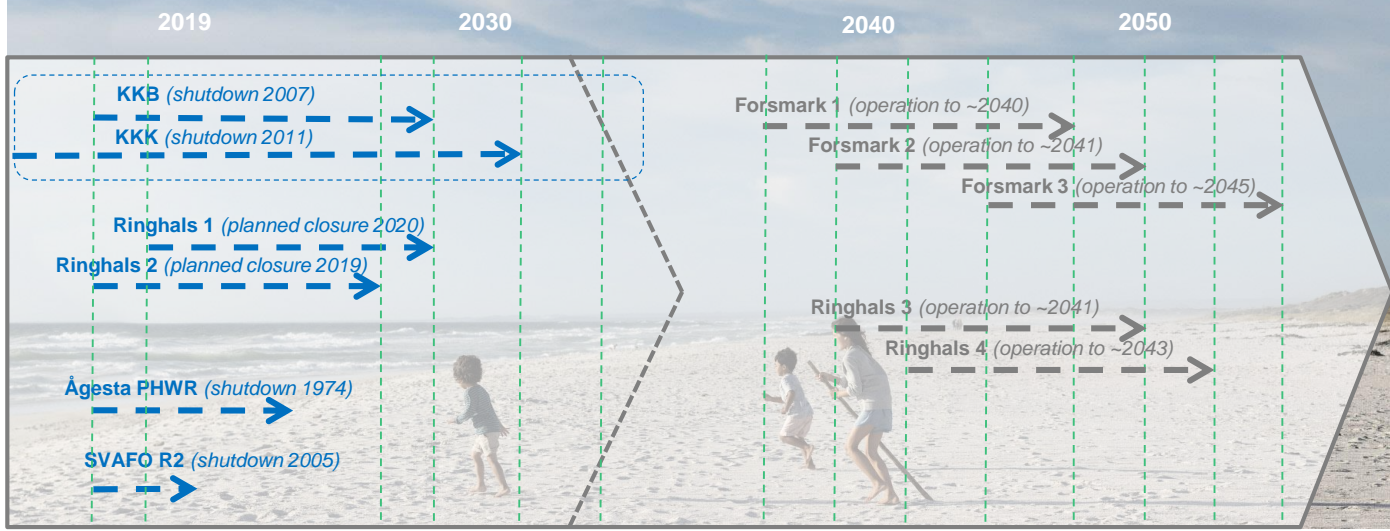 2019 2030 2040 2050
KKB (shutdown 2007)
KKK (shutdown 2011)
Ringhals 1 (planned closure 2020)
Ringhals 2 (planned closure 2019)
Ågesta PHWR (shutdown 1974)
SVAFO R2 (shutdown 2005)
Forsmark 1 (operation to ~2040)
Forsmark 2 (operation to ~2041)
Forsmark 3 (operation to ~2045)
Ringhals 3 (operation to ~2041)
Ringhals 4 (operation to ~2043)